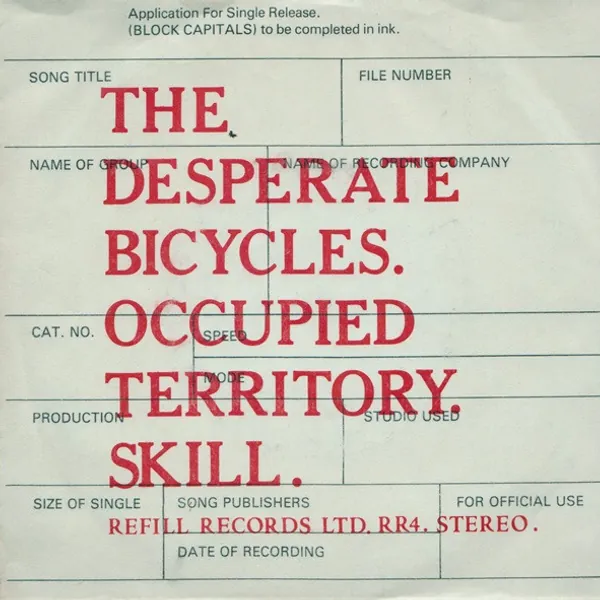 Application For Single Release.
(BLOCK CAPITALS) to be completed in ink.
SONG TITLE
FILE NUMBER
THE
NAME OF GROUP
NAME OF RECORDING COMPANY
DESPERATE
BICYCLES.
CAT. NO.
OCCUPIED
SPEED
MODE
TERRITORY.
PRODUCTION
STUDIO USED
SKILL.
SIZE OF SINGLE
SONG PUBLISHERS
FOR OFFICIAL USE
REFILL RECORDS LTD. RR4. STEREO.
DATE OF RECORDING